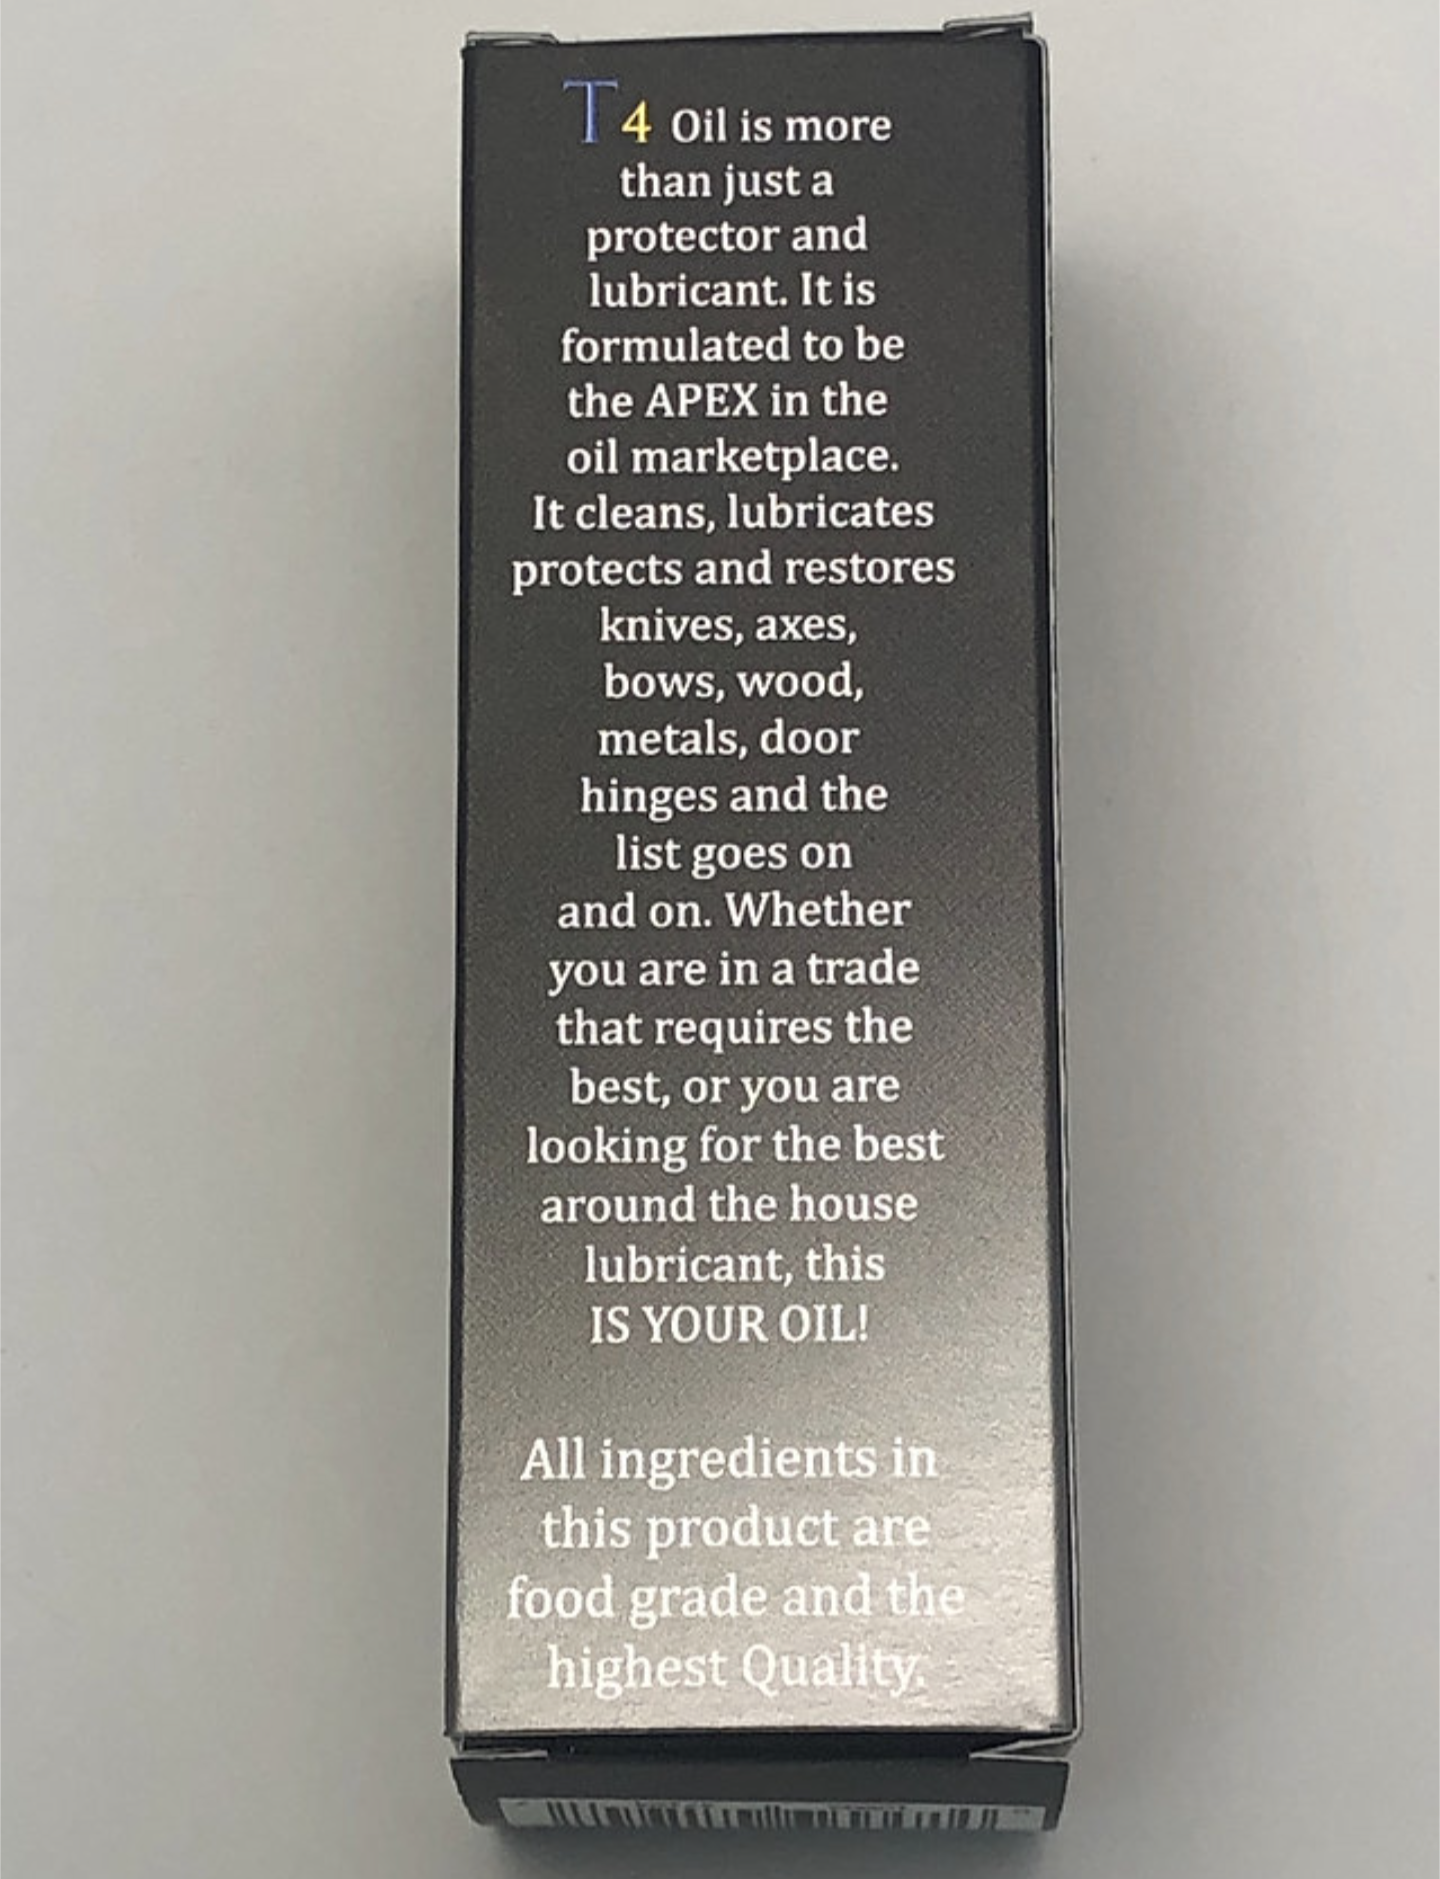 T4 Oil is more
than just a
protector and
lubricant. It is
formulated to be
the APEX in the
oil marketplace.
It cleans, lubricates
protects and restores
knives, axes,
bows, wood,
metals, door
hinges and the
list goes on
and on. Whether
you are in a trade
that requires the
best, or you are
looking for the best
around the house
lubricant, this
IS YOUR OIL!
All ingredients in
this product are
food grade and the
highest Quality.